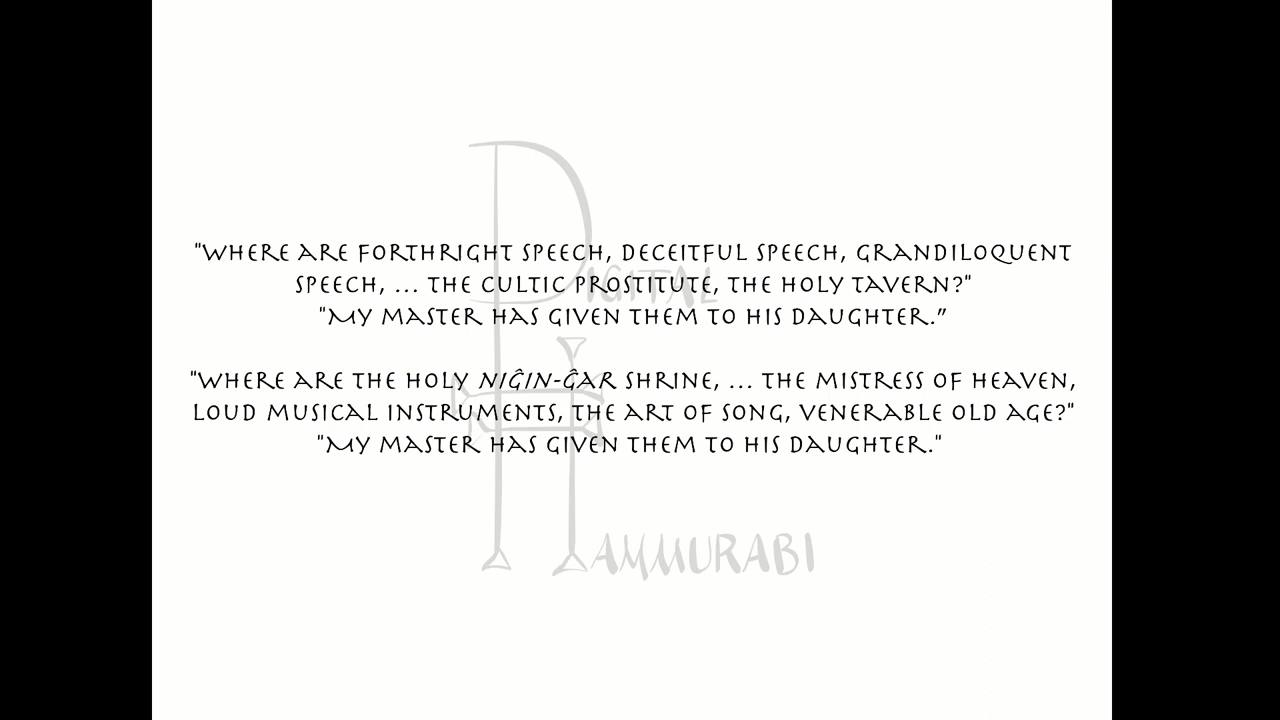 "Where are forthright speech, deceitful speech, grandiloquent
speech, … the cultic prostitute, the holy tavern?"
"My master has given them to his daughter.”
"Where are the holy niĝin-ĝar shrine, … the mistress of heaven,
loud musical instruments, the art of song, venerable old age?"
"My master has given them to his daughter."
Digital
Hammurabi